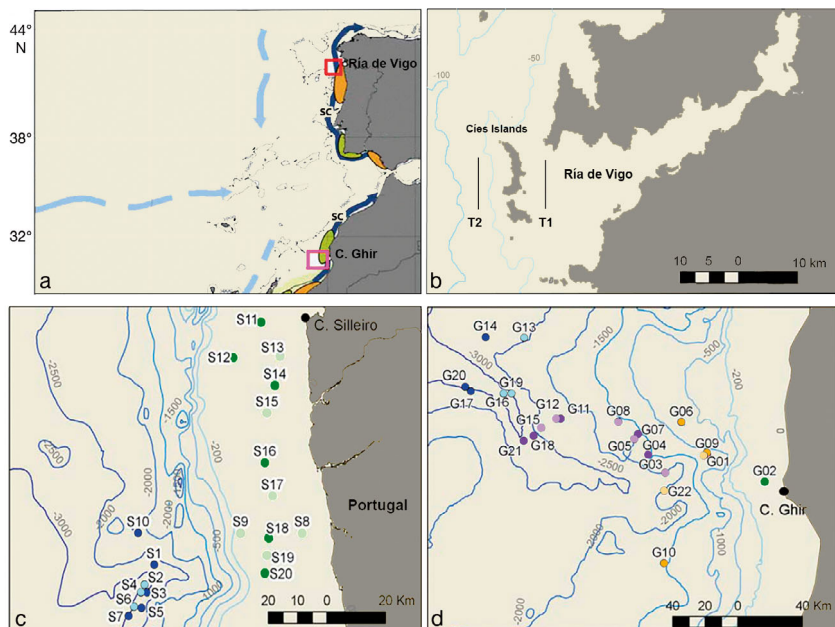 44°
N
38°
32°
Ría de Vigo
SC
SC
C. Ghir
a
-100
-50
Cies Islands
Ría de Vigo
T2
T1
10 5 0 10 km
b
S11
C. Silleiro
S12
S13
S14
S15
S16
S17
S10
S9
S18
S8
S1
S19
S2
S4
S3
S20
S6
S5
S7
-2500
-1500
-2000
-200
-2500
-3000
-2000
-500
Portugal
20 0 20 Km
c
G14
G13
-3000
-1500
-500
G20
G19
G16
G17
G12
G11
G08
G06
G15
G07
G21
G18
G05
G04
G09
G01
G03
G02
-2500
G22
C. Ghir
-2000
-2000
1000
G10
-200
-2000
40 20 0 40 Km
d